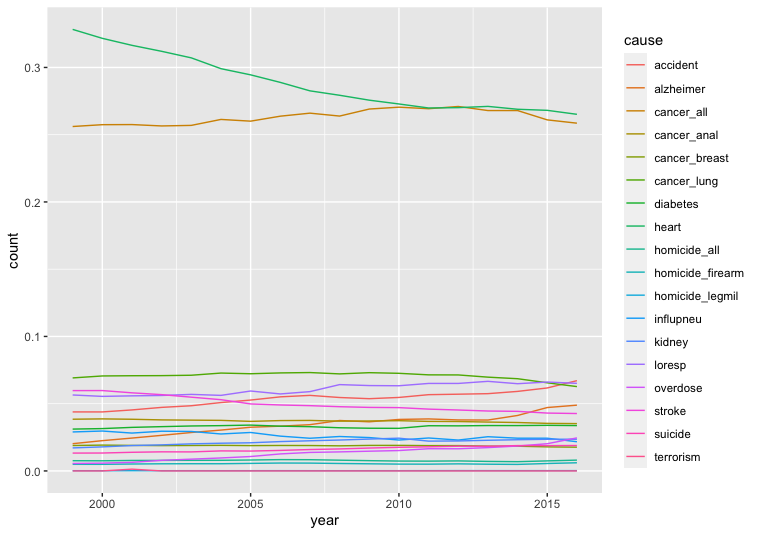 cause
accident
alzheimer
cancer_all
cancer_anal
cancer_breast
cancer_lung
diabetes
heart
homicide_all
homicide_firearm
homicide_legmil
influpneu
kidney
loresp
overdose
stroke
suicide
terrorism
count
0.3
0.2
0.1
0.0
2000 2005 2010 2015
year